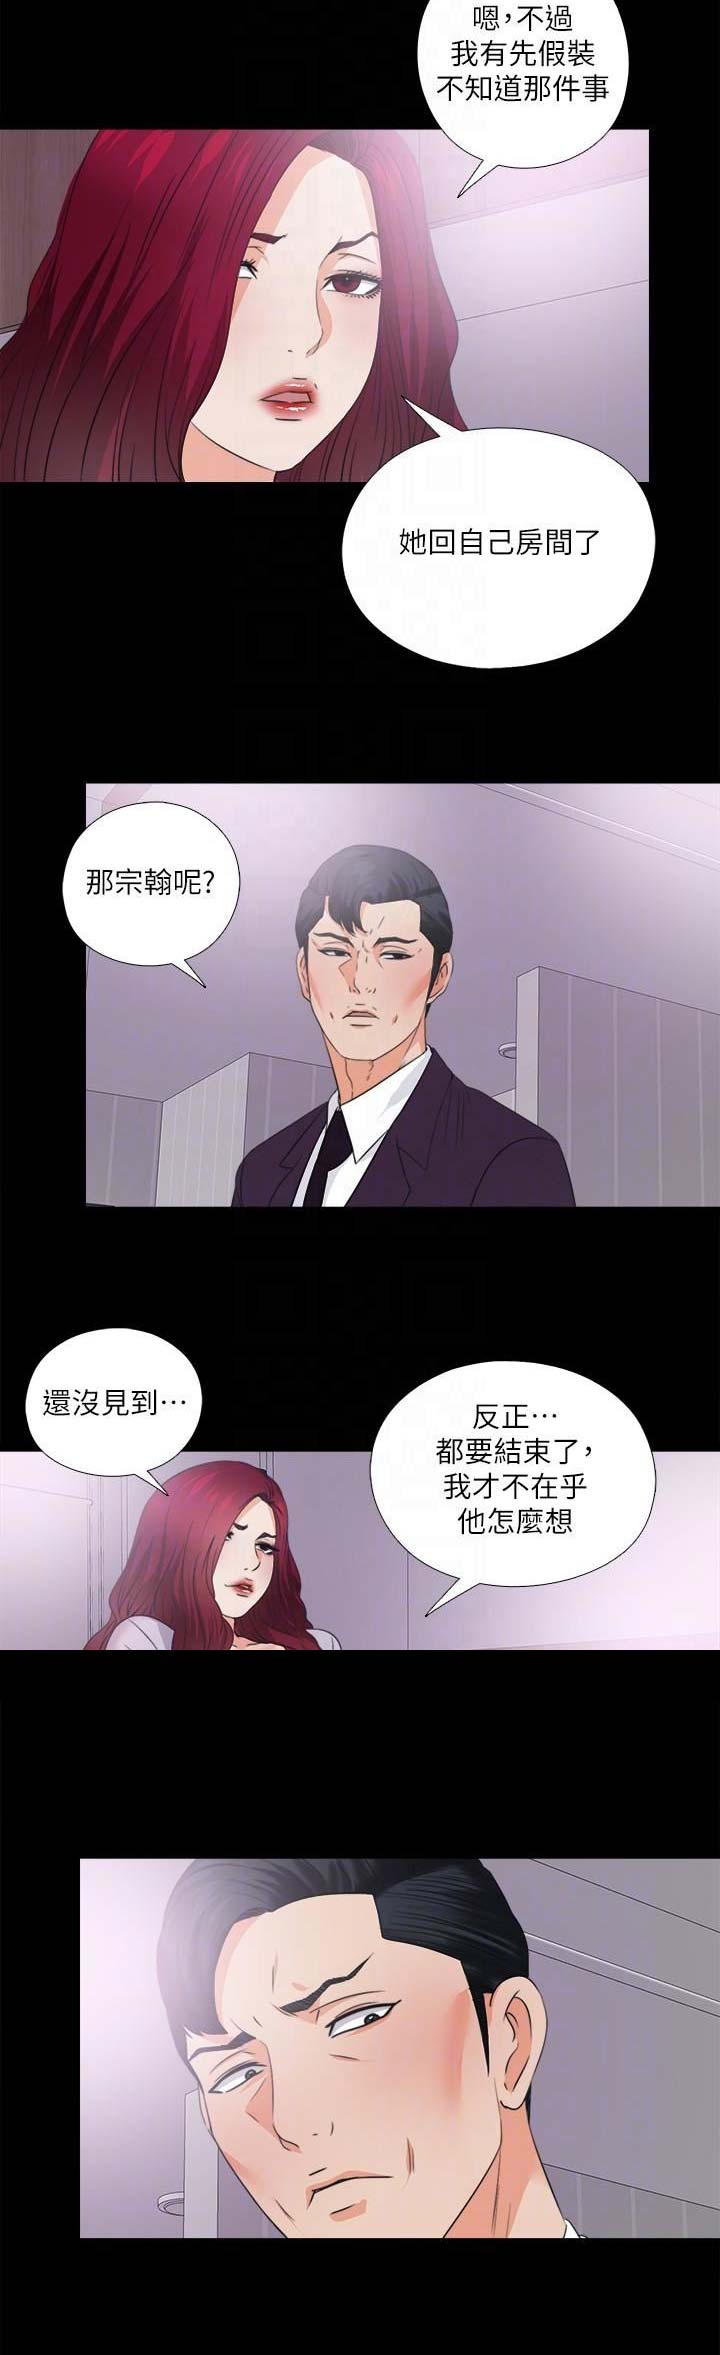 嗯，不過
我有先假裝
不知道那件事
她回自己房間了
那宗翰呢?
還沒見到⋯
反正⋯
都要結束了，
我才不在乎
他怎麼想